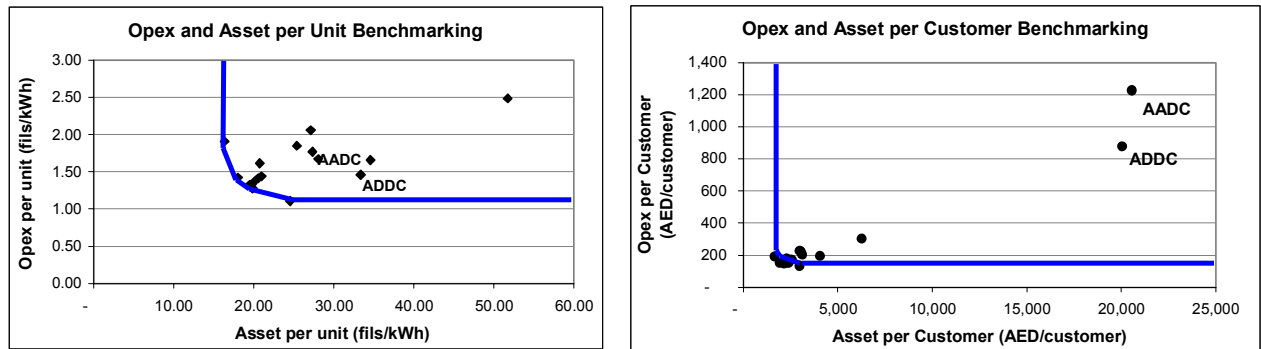 Opex and Asset per Unit Benchmarking
Opex per unit (fils/kWh)
3.00
2.50
2.00
1.50
1.00
0.50
0.00
AADC
ADDC
- 10.00 20.00 30.00 40.00 50.00 60.00
Asset per unit (fils/kWh)
Opex and Asset per Customer Benchmarking
Opex per Customer
(AED/customer)
1,400
1,200
1,000
800
600
400
200
-
AADC
ADDC
- 5,000 10,000 15,000 20,000 25,000
Asset per Customer (AED/customer)